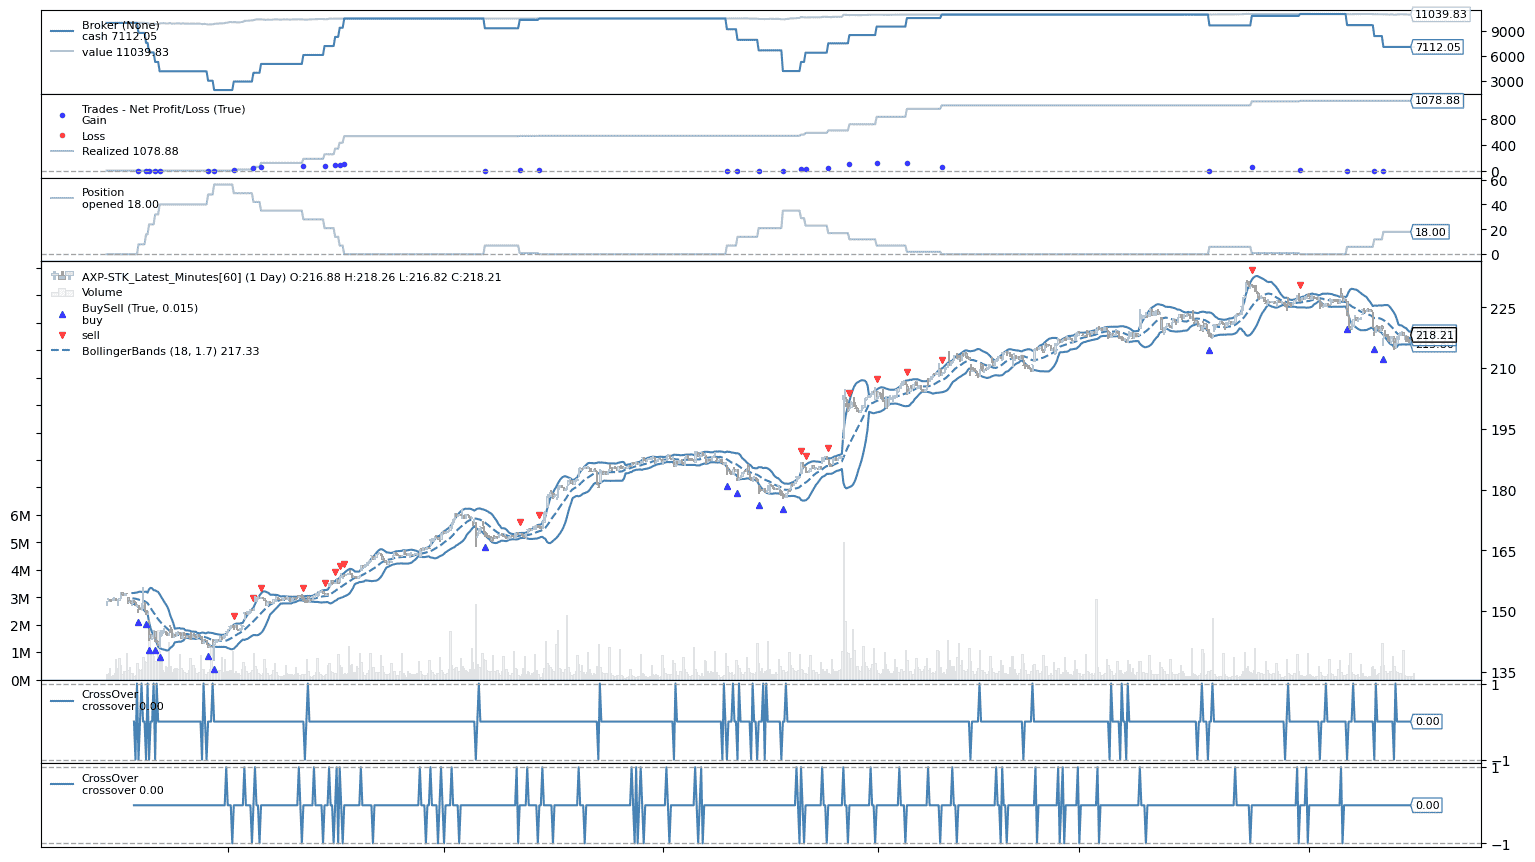 Broker (None)
cash 7112.05
value 11039.83
11039.83
9000
7112.05
6000
3000
Trades - Net Profit/Loss (True)
Gain
Loss
Realized 1078.88
1078.88
800
400
0
Position
opened 18.00
60
40
20
18.00
0
AXP-STK_Latest_Minutes[60] (1 Day) O:216.88 H:218.26 L:216.82 C:218.21
Volume
BuySell (True, 0.015)
buy
sell
BollingerBands (18, 1.7) 217.33
225
218.21
210
195
180
165
150
135
6M
5M
4M
3M
2M
1M
0M
CrossOver
crossover 0.00
1
0.00
−1
CrossOver
crossover 0.00
1
0.00
−1